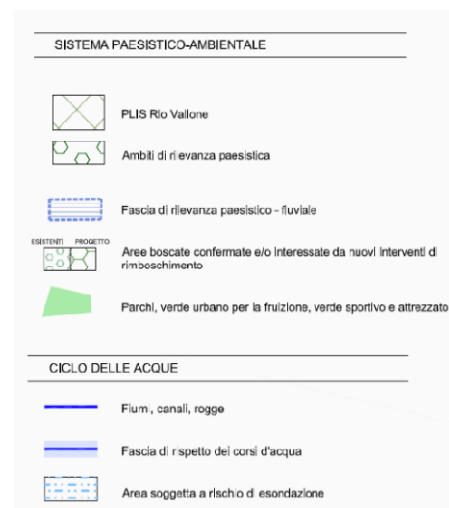 SISTEMA PAESISTICO-AMBIENTALE
PLIS Rio Vallone
Ambiti di rilevanza paesistica
Fascia di rilevanza paesistico - fluviale
ESISTENTI PROGETTO
Aree boscate confermate e/o interessate da nuovi interventi di
rimboschimento
Parchi, verde urbano per la fruizione, verde sportivo e attrezzato
CICLO DELLE ACQUE
Fiumi, canali, rogge
Fascia di rispetto dei corsi d'acqua
Area soggetta a rischio di esondazione